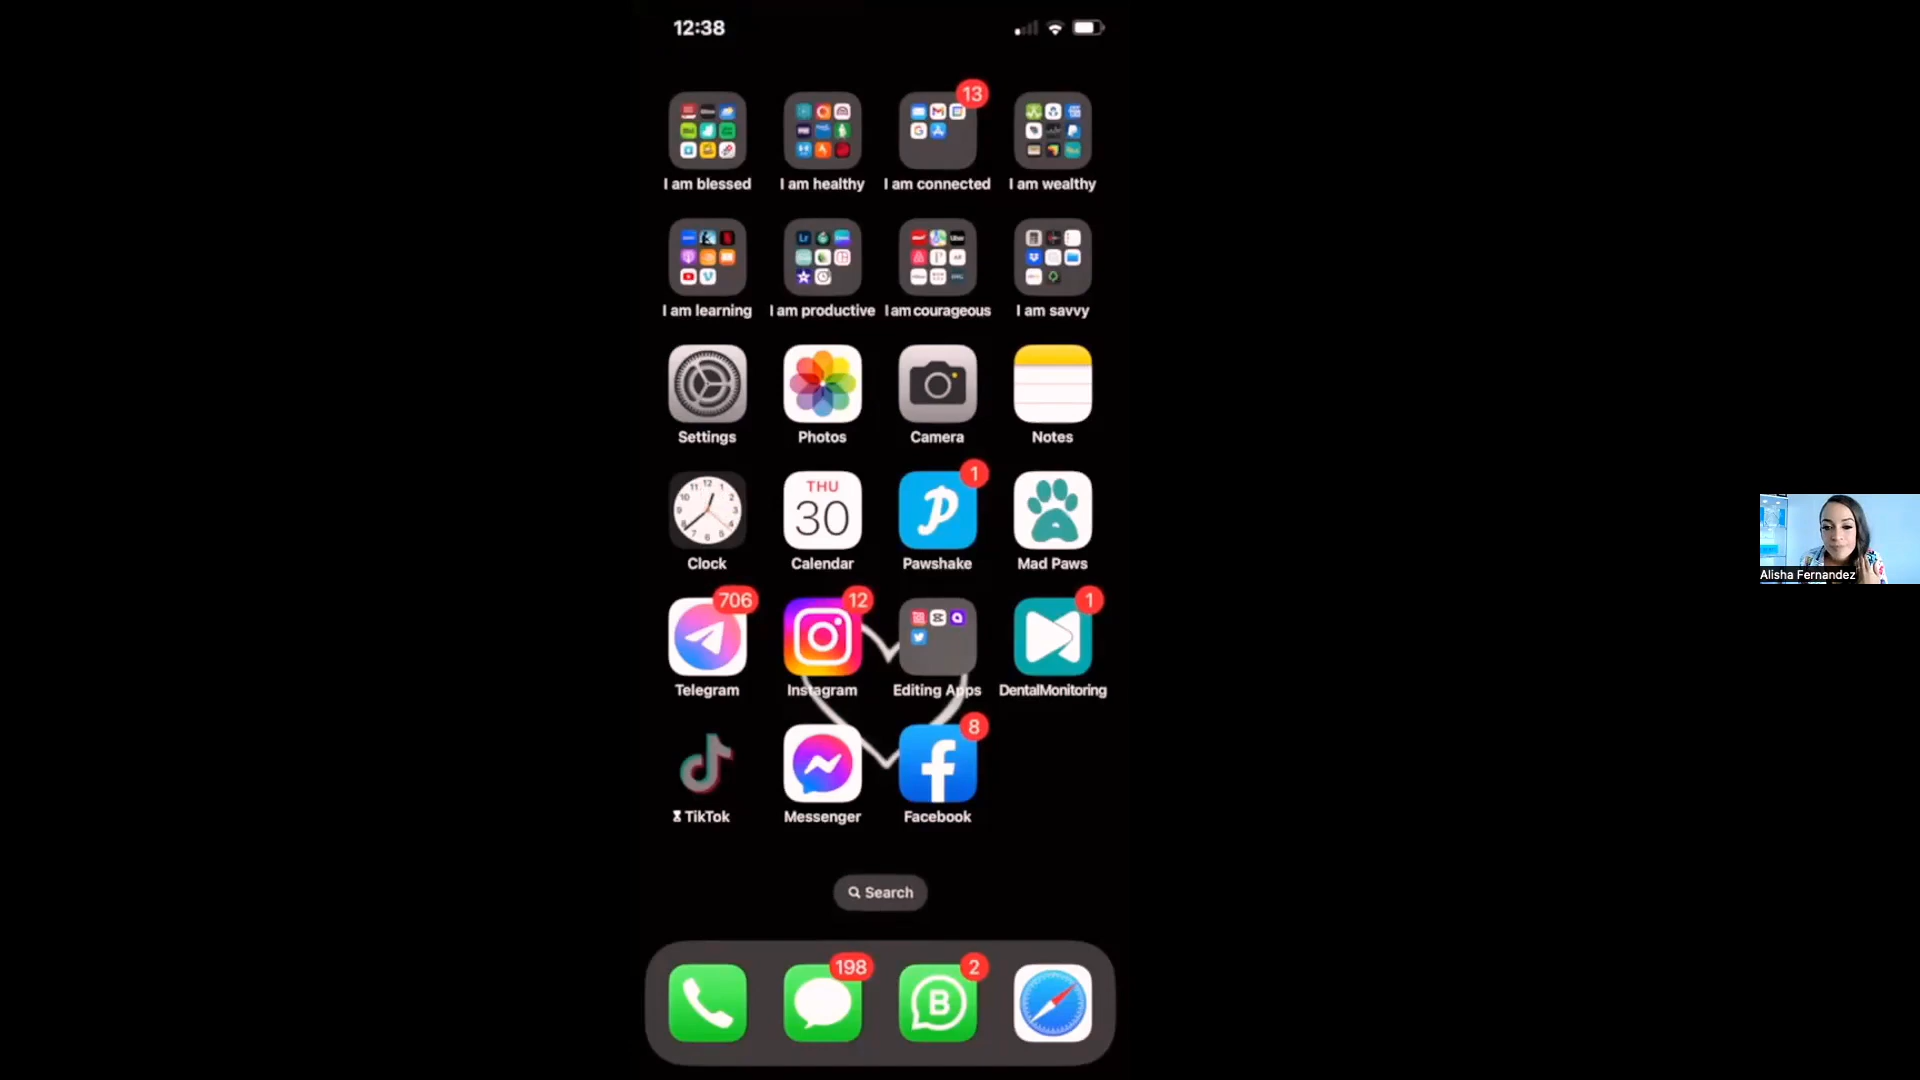 12:38
13
I am blessed
I am healthy
I am connected
I am wealthy
I am learning
I am productive
I am courageous
I am savvy
Settings
Photos
Camera
Notes
THU
30
1
Clock
Calendar
Pawshake
Mad Paws
706
12
1
Telegram
Instagram
Editing Apps
DentalMonitoring
8
TikTok
Messenger
Facebook
Search
198
2
B
Alisha Fernandez